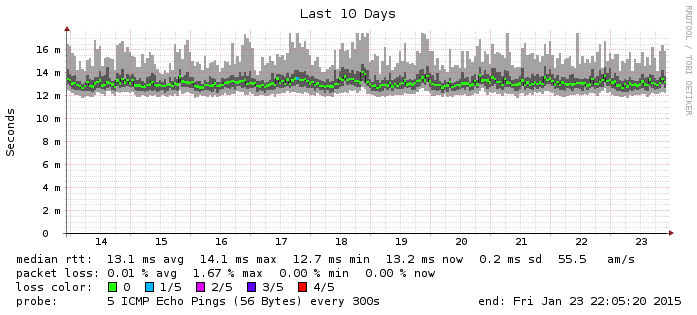 Last 10 Days
RRDTOOL / TOBI OETIKER
Seconds
16 m
14 m
12 m
10 m
8 m
6 m
4 m
2 m
0
14 15 16 17 18 19 20 21 22 23
median rtt: 13.1 ms avg 14.1 ms max 12.7 ms min 13.2 ms now 0.2 ms sd 55.5 am/s
packet loss: 0.01 % avg 1.67 % max 0.00 % min 0.00 % now
loss color: 0 1/5 2/5 3/5 4/5
probe: 5 ICMP Echo Pings (56 Bytes) every 300s end: Fri Jan 23 22:05:20 2015